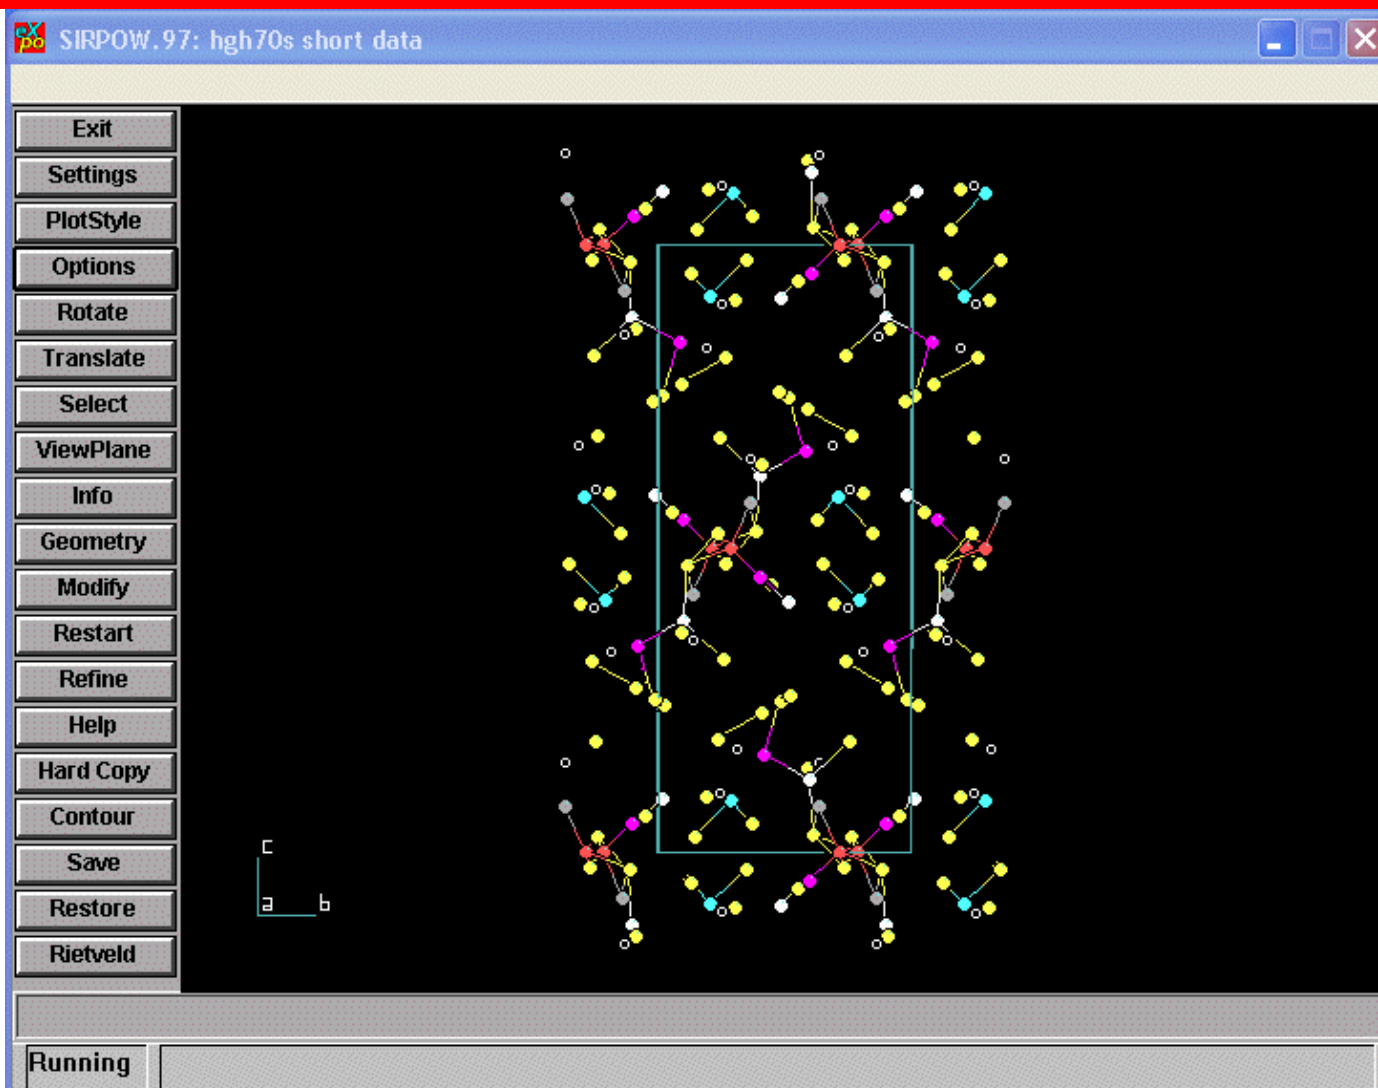 expo SIRPOW.97: hgh70s short data
Exit
Settings
PlotStyle
Options
Rotate
Translate
Select
ViewPlane
Info
Geometry
Modify
Restart
Refine
Help
Hard Copy
Contour
Save
Restore
Rietveld
c
a b
Running